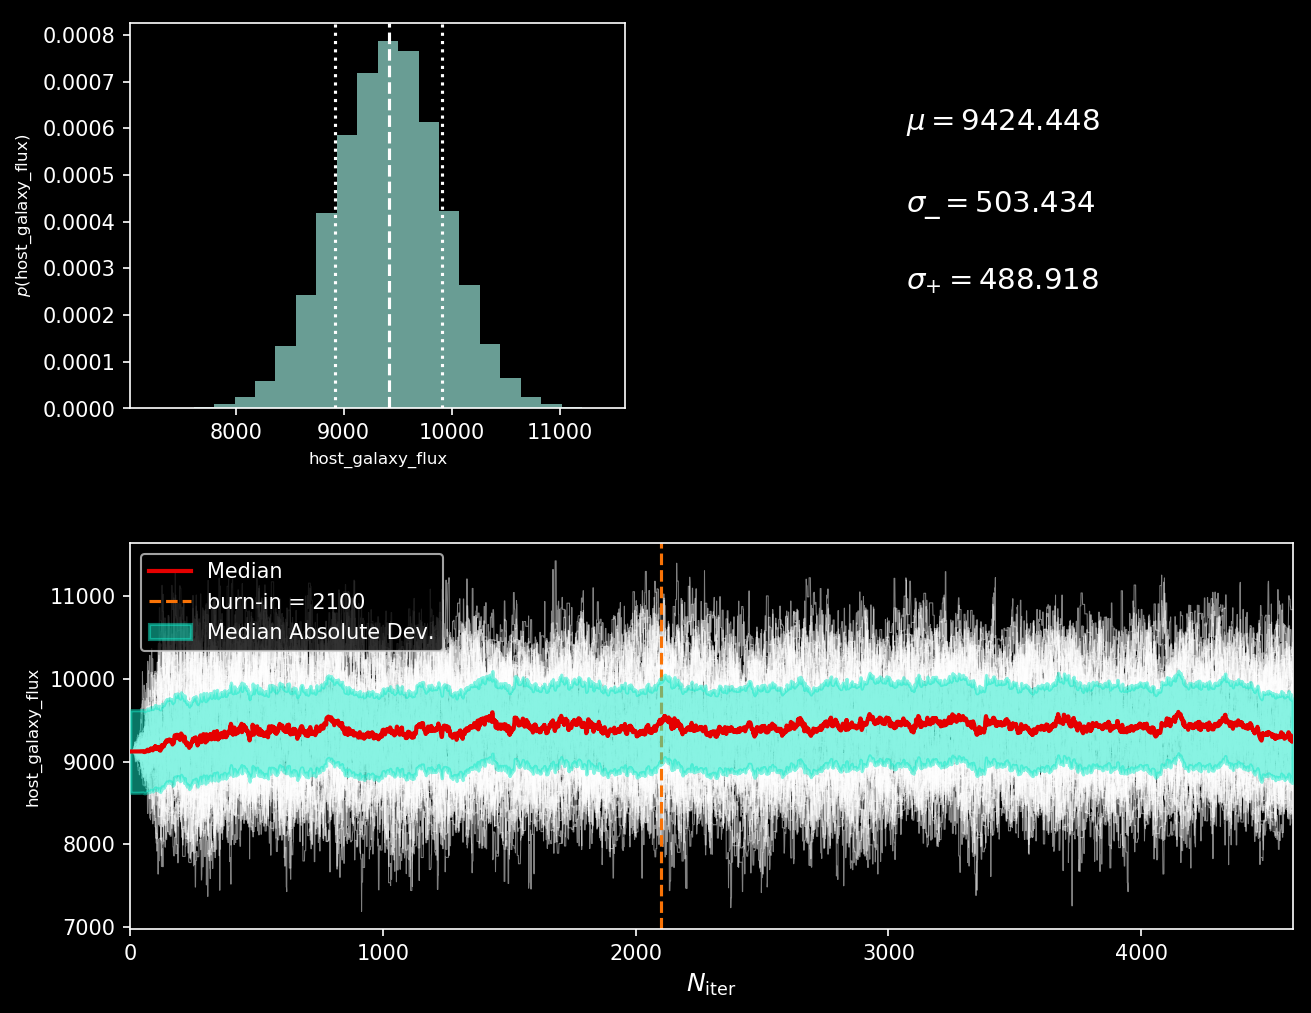 0.0008
0.0007
0.0006
0.0005
0.0004
0.0003
0.0002
0.0001
0.0000
p(host_galaxy_flux)
8000 9000 10000 11000
host_galaxy_flux
μ = 9424.448
σ₋ = 503.434
σ₊ = 488.918
Median
burn-in = 2100
Median Absolute Dev.
11000
10000
9000
8000
7000
host_galaxy_flux
0 1000 2000 3000 4000
N_iter